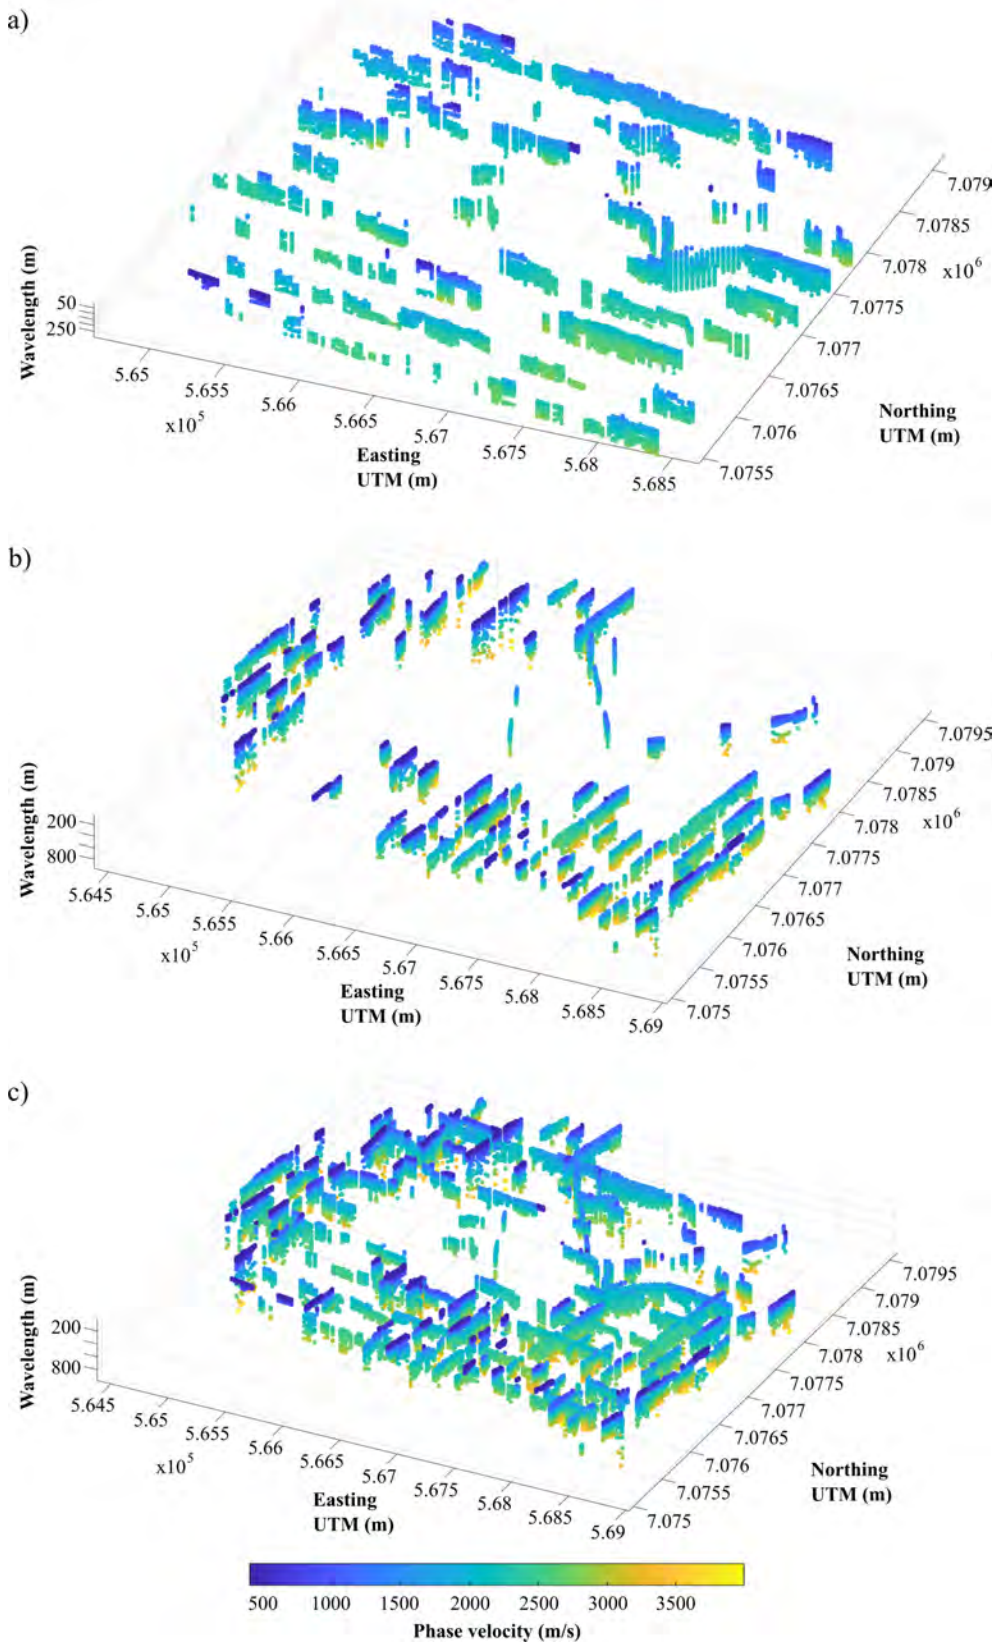 a)
Wavelength (m)
50
250
5.65
5.655
5.66
5.665
5.67
5.675
5.68
5.685
x10⁵
Easting
UTM (m)
7.079
7.0785
7.078
x10⁶
7.0775
7.077
7.0765
7.076
7.0755
Northing
UTM (m)
b)
Wavelength (m)
200
800
5.645
5.65
5.655
5.66
5.665
5.67
5.675
5.68
5.685
5.69
x10⁵
Easting
UTM (m)
7.0795
7.079
7.0785
7.078
x10⁶
7.0775
7.077
7.0765
7.076
7.0755
7.075
Northing
UTM (m)
c)
Wavelength (m)
200
800
5.645
5.65
5.655
5.66
5.665
5.67
5.675
5.68
5.685
5.69
x10⁵
Easting
UTM (m)
7.0795
7.079
7.0785
7.078
x10⁶
7.0775
7.077
7.0765
7.076
7.0755
7.075
Northing
UTM (m)
500 1000 1500 2000 2500 3000 3500
Phase velocity (m/s)